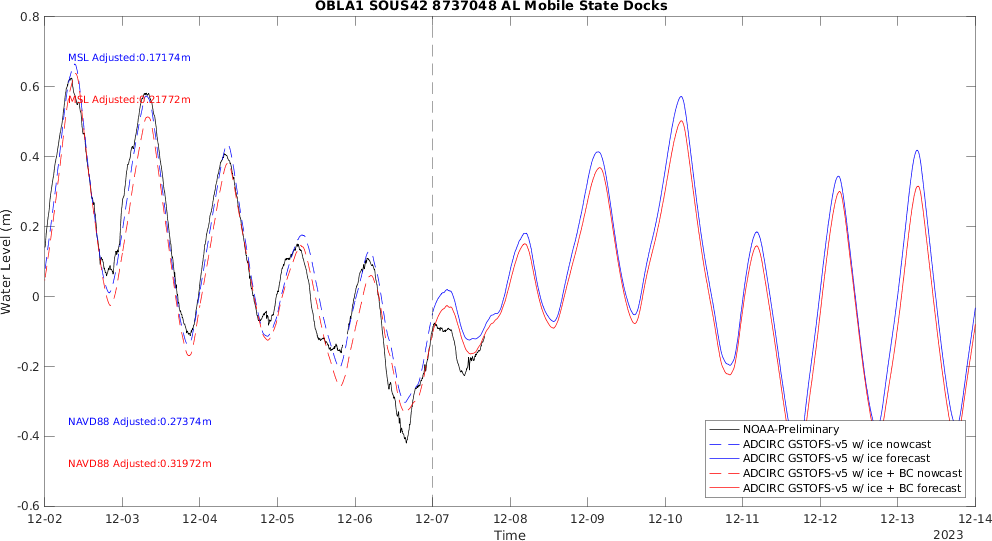 OBLA1 SOUS42 8737048 AL Mobile State Docks
0.8
0.6
0.4
0.2
0
-0.2
-0.4
-0.6
Water Level (m)
MSL Adjusted:0.17174m
MSL Adjusted:0.21772m
NAVD88 Adjusted:0.27374m
NAVD88 Adjusted:0.31972m
NOAA-Preliminary
ADCIRC GSTOFS-v5 w/ ice nowcast
ADCIRC GSTOFS-v5 w/ ice forecast
ADCIRC GSTOFS-v5 w/ ice + BC nowcast
ADCIRC GSTOFS-v5 w/ ice + BC forecast
12-02 12-03 12-04 12-05 12-06 12-07 12-08 12-09 12-10 12-11 12-12 12-13 12-14
Time
2023